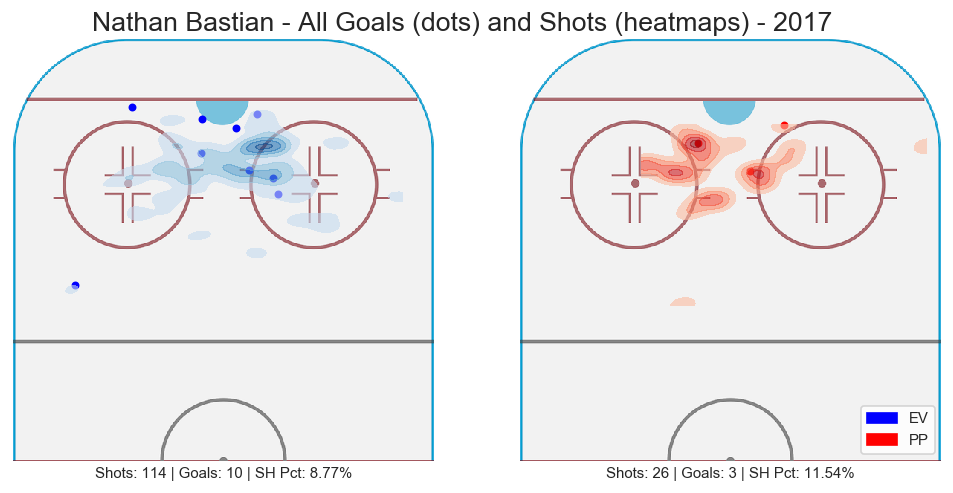 Nathan Bastian - All Goals (dots) and Shots (heatmaps) - 2017
EV
PP
Shots: 114 | Goals: 10 | SH Pct: 8.77%
Shots: 26 | Goals: 3 | SH Pct: 11.54%